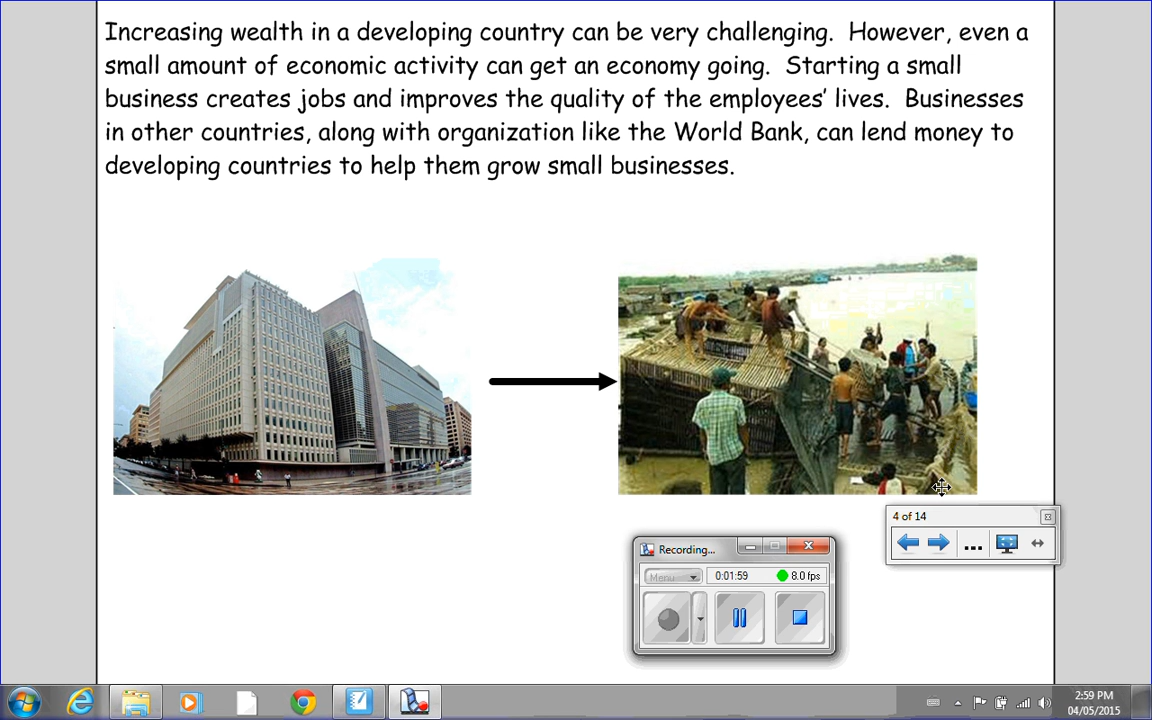 Increasing wealth in a developing country can be very challenging.  However, even a
small amount of economic activity can get an economy going.  Starting a small
business creates jobs and improves the quality of the employees’ lives.  Businesses
in other countries, along with organization like the World Bank, can lend money to
developing countries to help them grow small businesses.
4 of 14
...
Recording...
Menu
0:01:59
8.0 fps
2:59 PM
04/05/2015